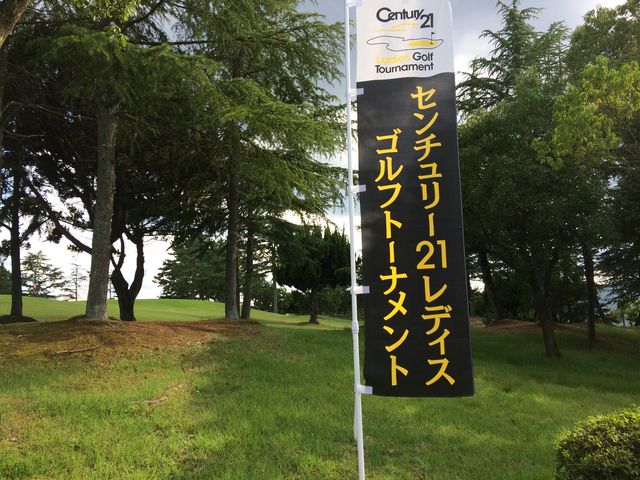 Century 21
Ladies Golf
Tournament
センチュリー21レディス
ゴルフトーナメント